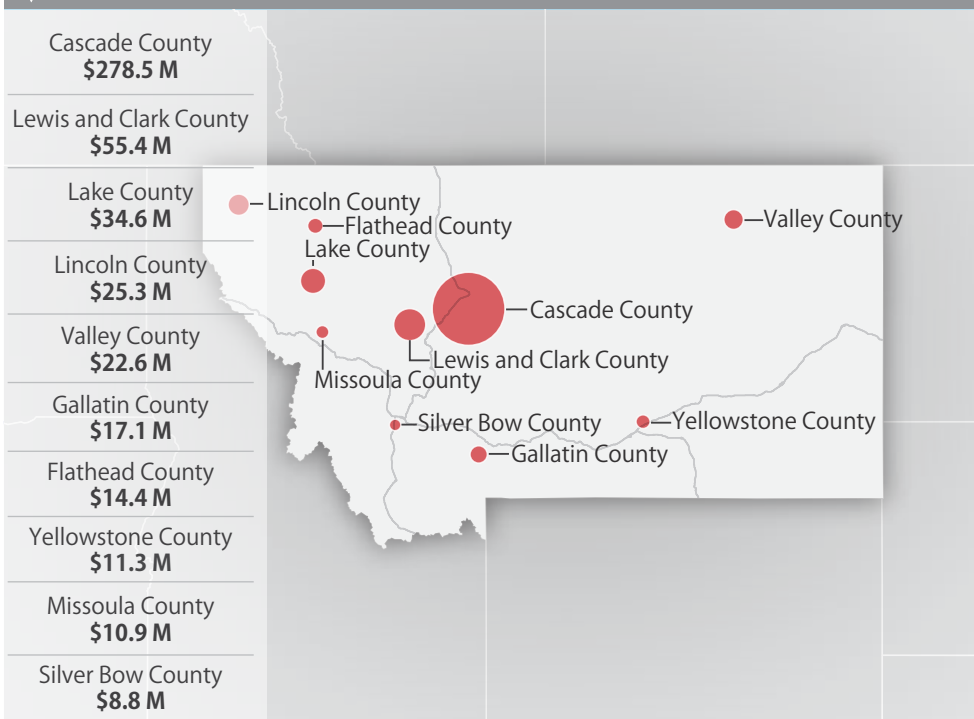 Cascade County
$278.5 M
Lewis and Clark County
$55.4 M
Lake County
$34.6 M
Lincoln County
$25.3 M
Valley County
$22.6 M
Gallatin County
$17.1 M
Flathead County
$14.4 M
Yellowstone County
$11.3 M
Missoula County
$10.9 M
Silver Bow County
$8.8 M
Lincoln County
Flathead County
Lake County
Valley County
Cascade County
Lewis and Clark County
Missoula County
Silver Bow County
Yellowstone County
Gallatin County